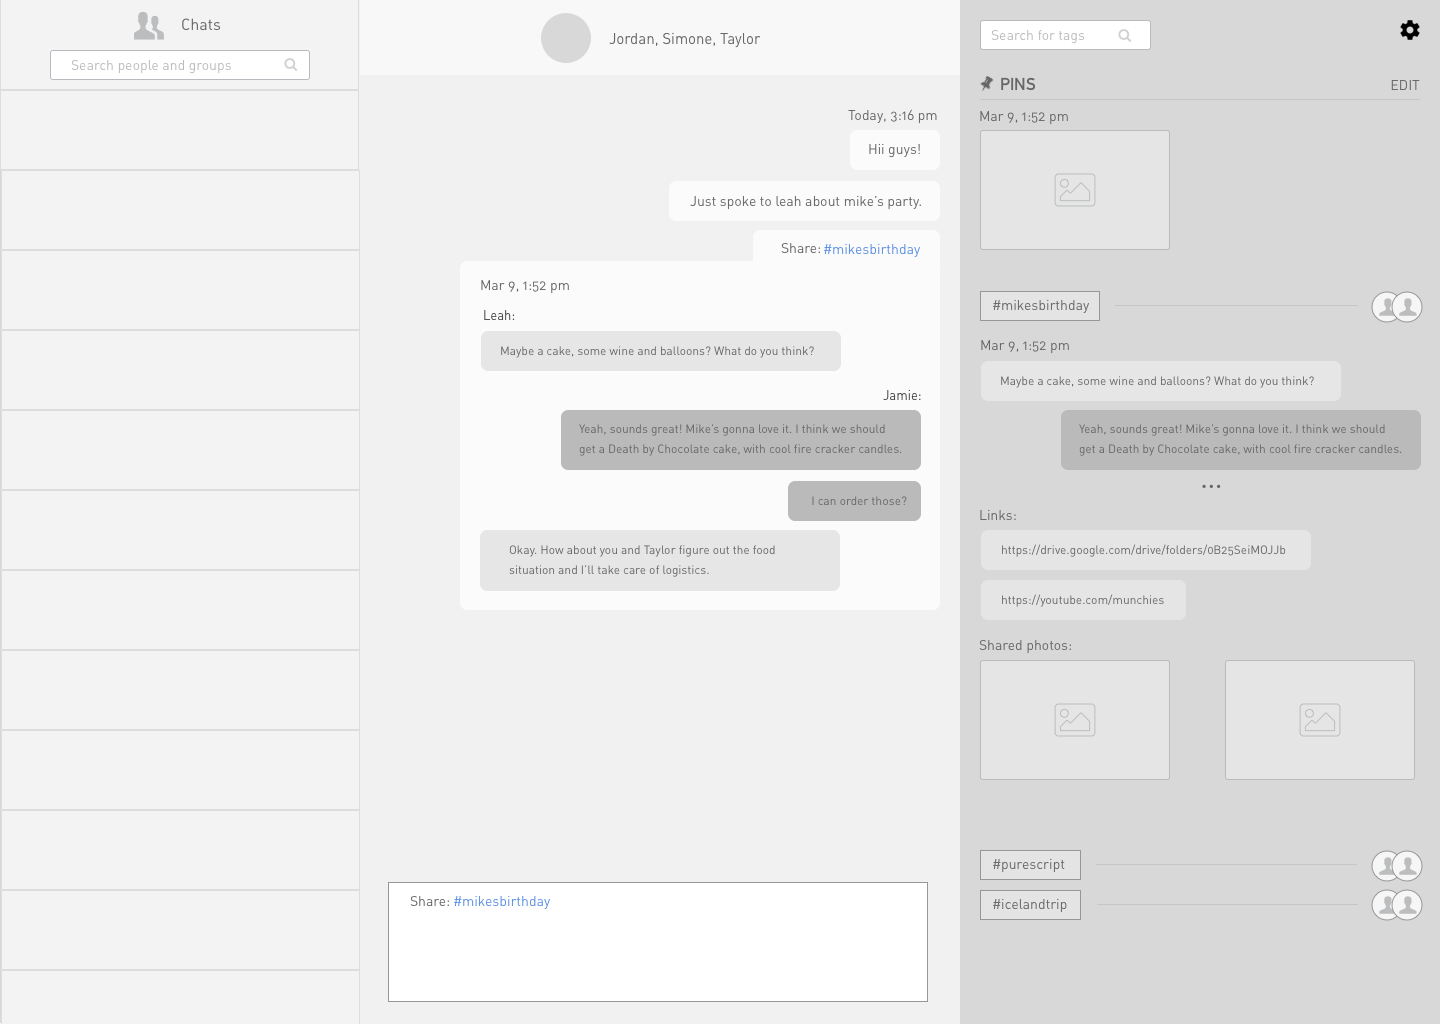 Chats
Search people and groups
Jordan, Simone, Taylor
Today, 3:16 pm
Hii guys!
Just spoke to leah about mike's party.
Share: #mikesbirthday
Mar 9, 1:52 pm
Leah:
Maybe a cake, some wine and balloons? What do you think?
Jamie:
Yeah, sounds great! Mike's gonna love it. I think we should
get a Death by Chocolate cake, with cool fire cracker candles.
I can order those?
Okay. How about you and Taylor figure out the food
situation and I'll take care of logistics.
Share: #mikesbirthday
Search for tags
PINS
EDIT
Mar 9, 1:52 pm
#mikesbirthday
Mar 9, 1:52 pm
Maybe a cake, some wine and balloons? What do you think?
Yeah, sounds great! Mike's gonna love it. I think we should
get a Death by Chocolate cake, with cool fire cracker candles.
...
Links:
https://drive.google.com/drive/folders/0B25SeiMOJJb
https://youtube.com/munchies
Shared photos:
#purescript
#icelandtrip